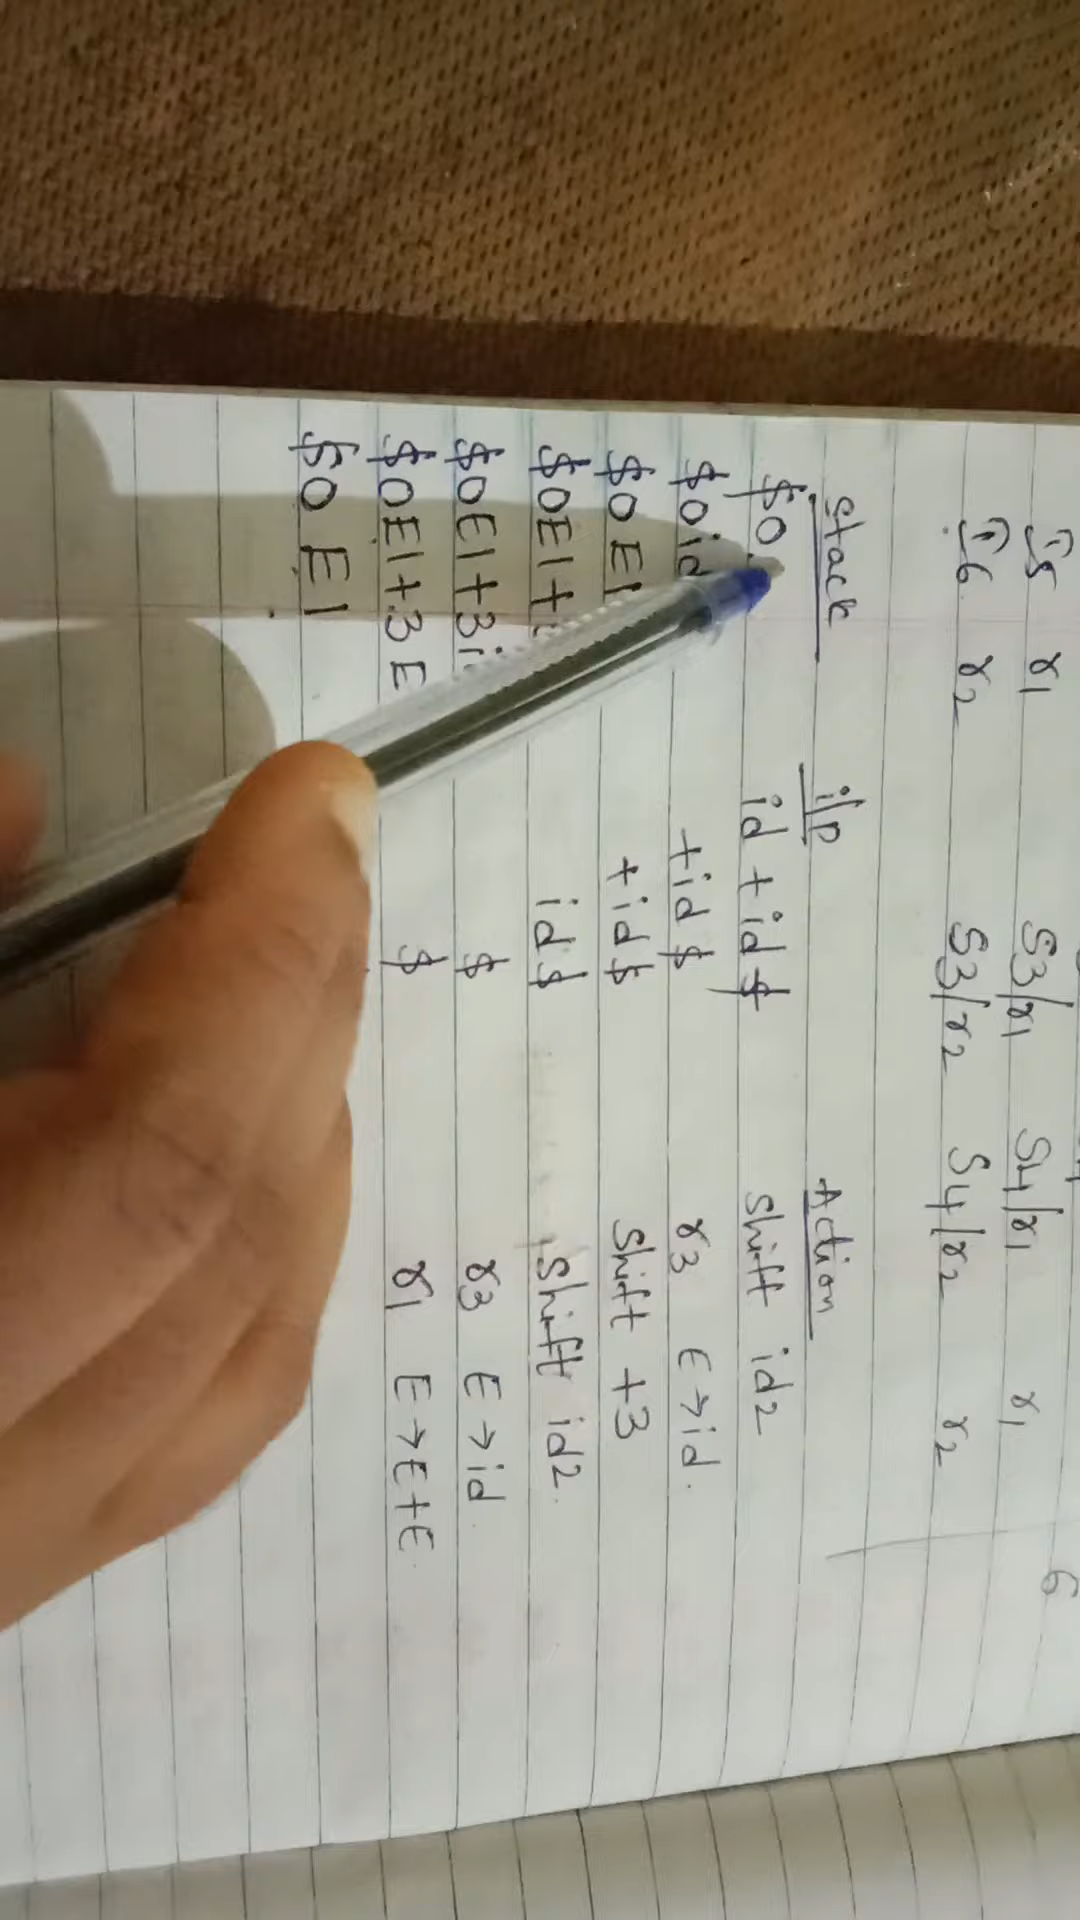 I5 r1 S3/r1 S4/r1 r1 6
I6 r2 S3/r2 S4/r2 r2
Stack i/p Action
$0 id+id$ Shift id2
$0id +id$ r3 E→id.
$0E1 +id$ Shift +3
$0E1+ id$ Shift id2.
$0E1+3i $ r3 E→id.
$0E1+3E $ r1 E→E+E.
$0E1